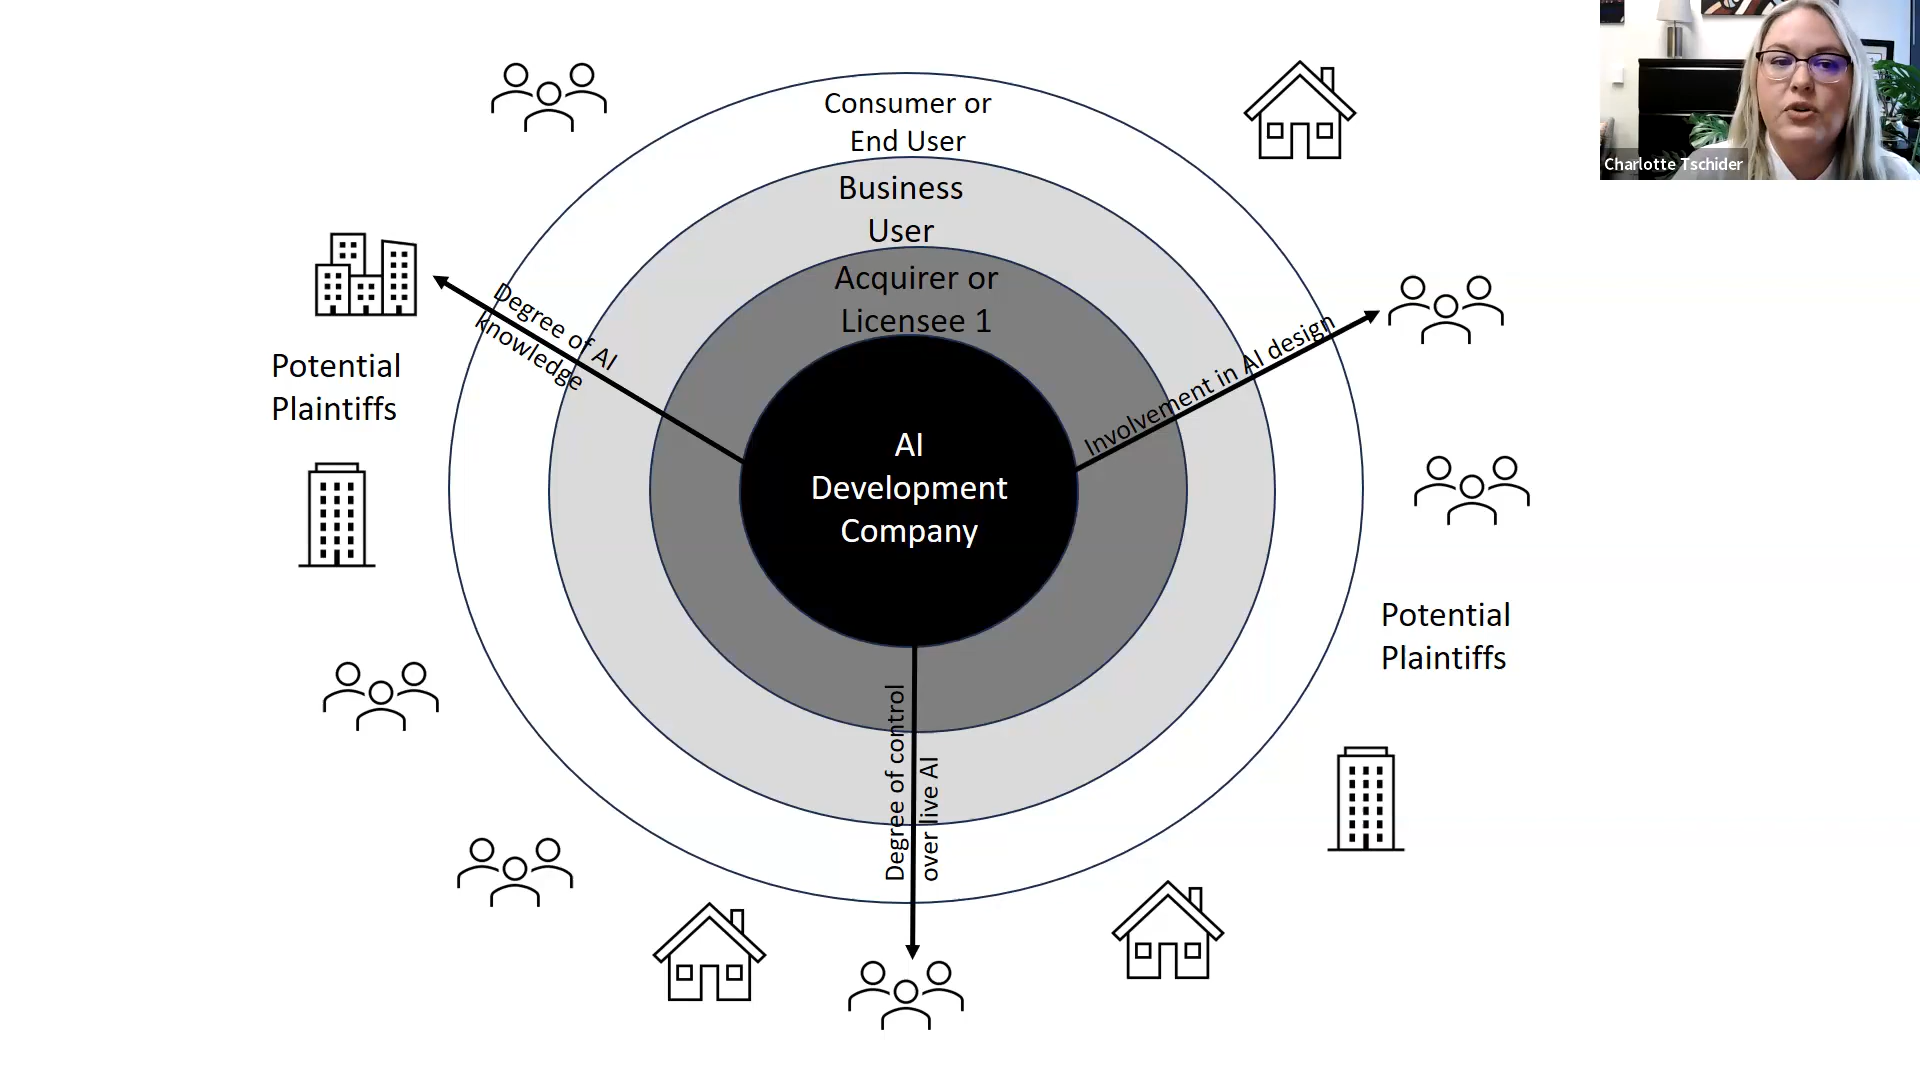 Consumer or
End User
Business
User
Acquirer or
Licensee 1
AI
Development
Company
Degree of AI
knowledge
Involvement in AI design
Degree of control
over live AI
Potential
Plaintiffs
Potential
Plaintiffs
Charlotte Tschider